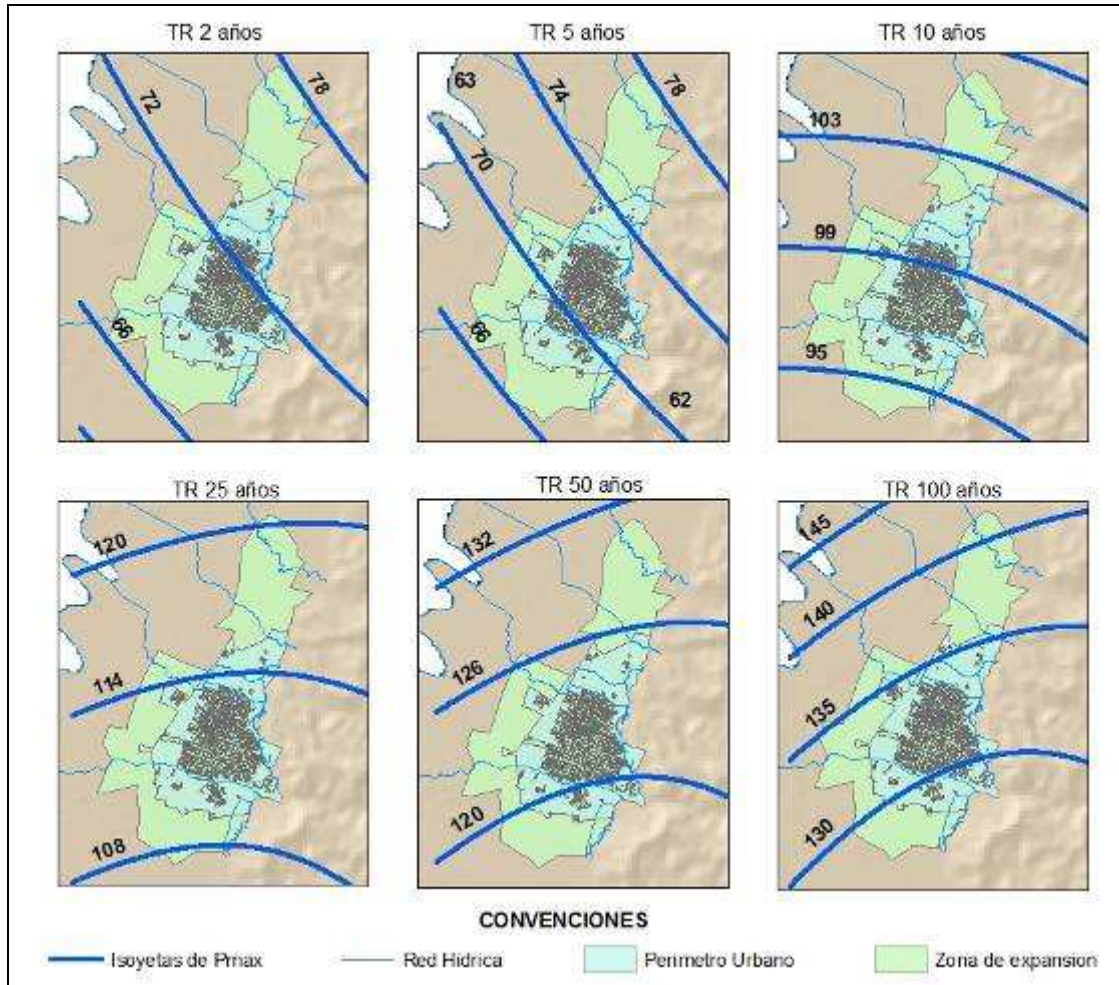 TR 2 años
TR 5 años
TR 10 años
72
78
66
63
74
78
70
66
62
103
99
95
TR 25 años
TR 50 años
TR 100 años
120
114
108
132
126
120
145
140
135
130
CONVENCIONES
Isoyetas de Pmax
Red Hidrica
Perimetro Urbano
Zona de expansion